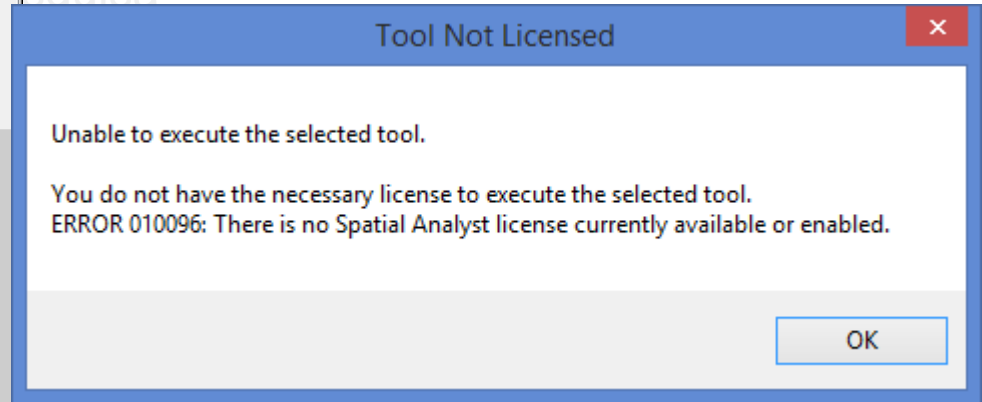 Tool Not Licensed
Unable to execute the selected tool.
You do not have the necessary license to execute the selected tool.
ERROR 010096: There is no Spatial Analyst license currently available or enabled.
OK